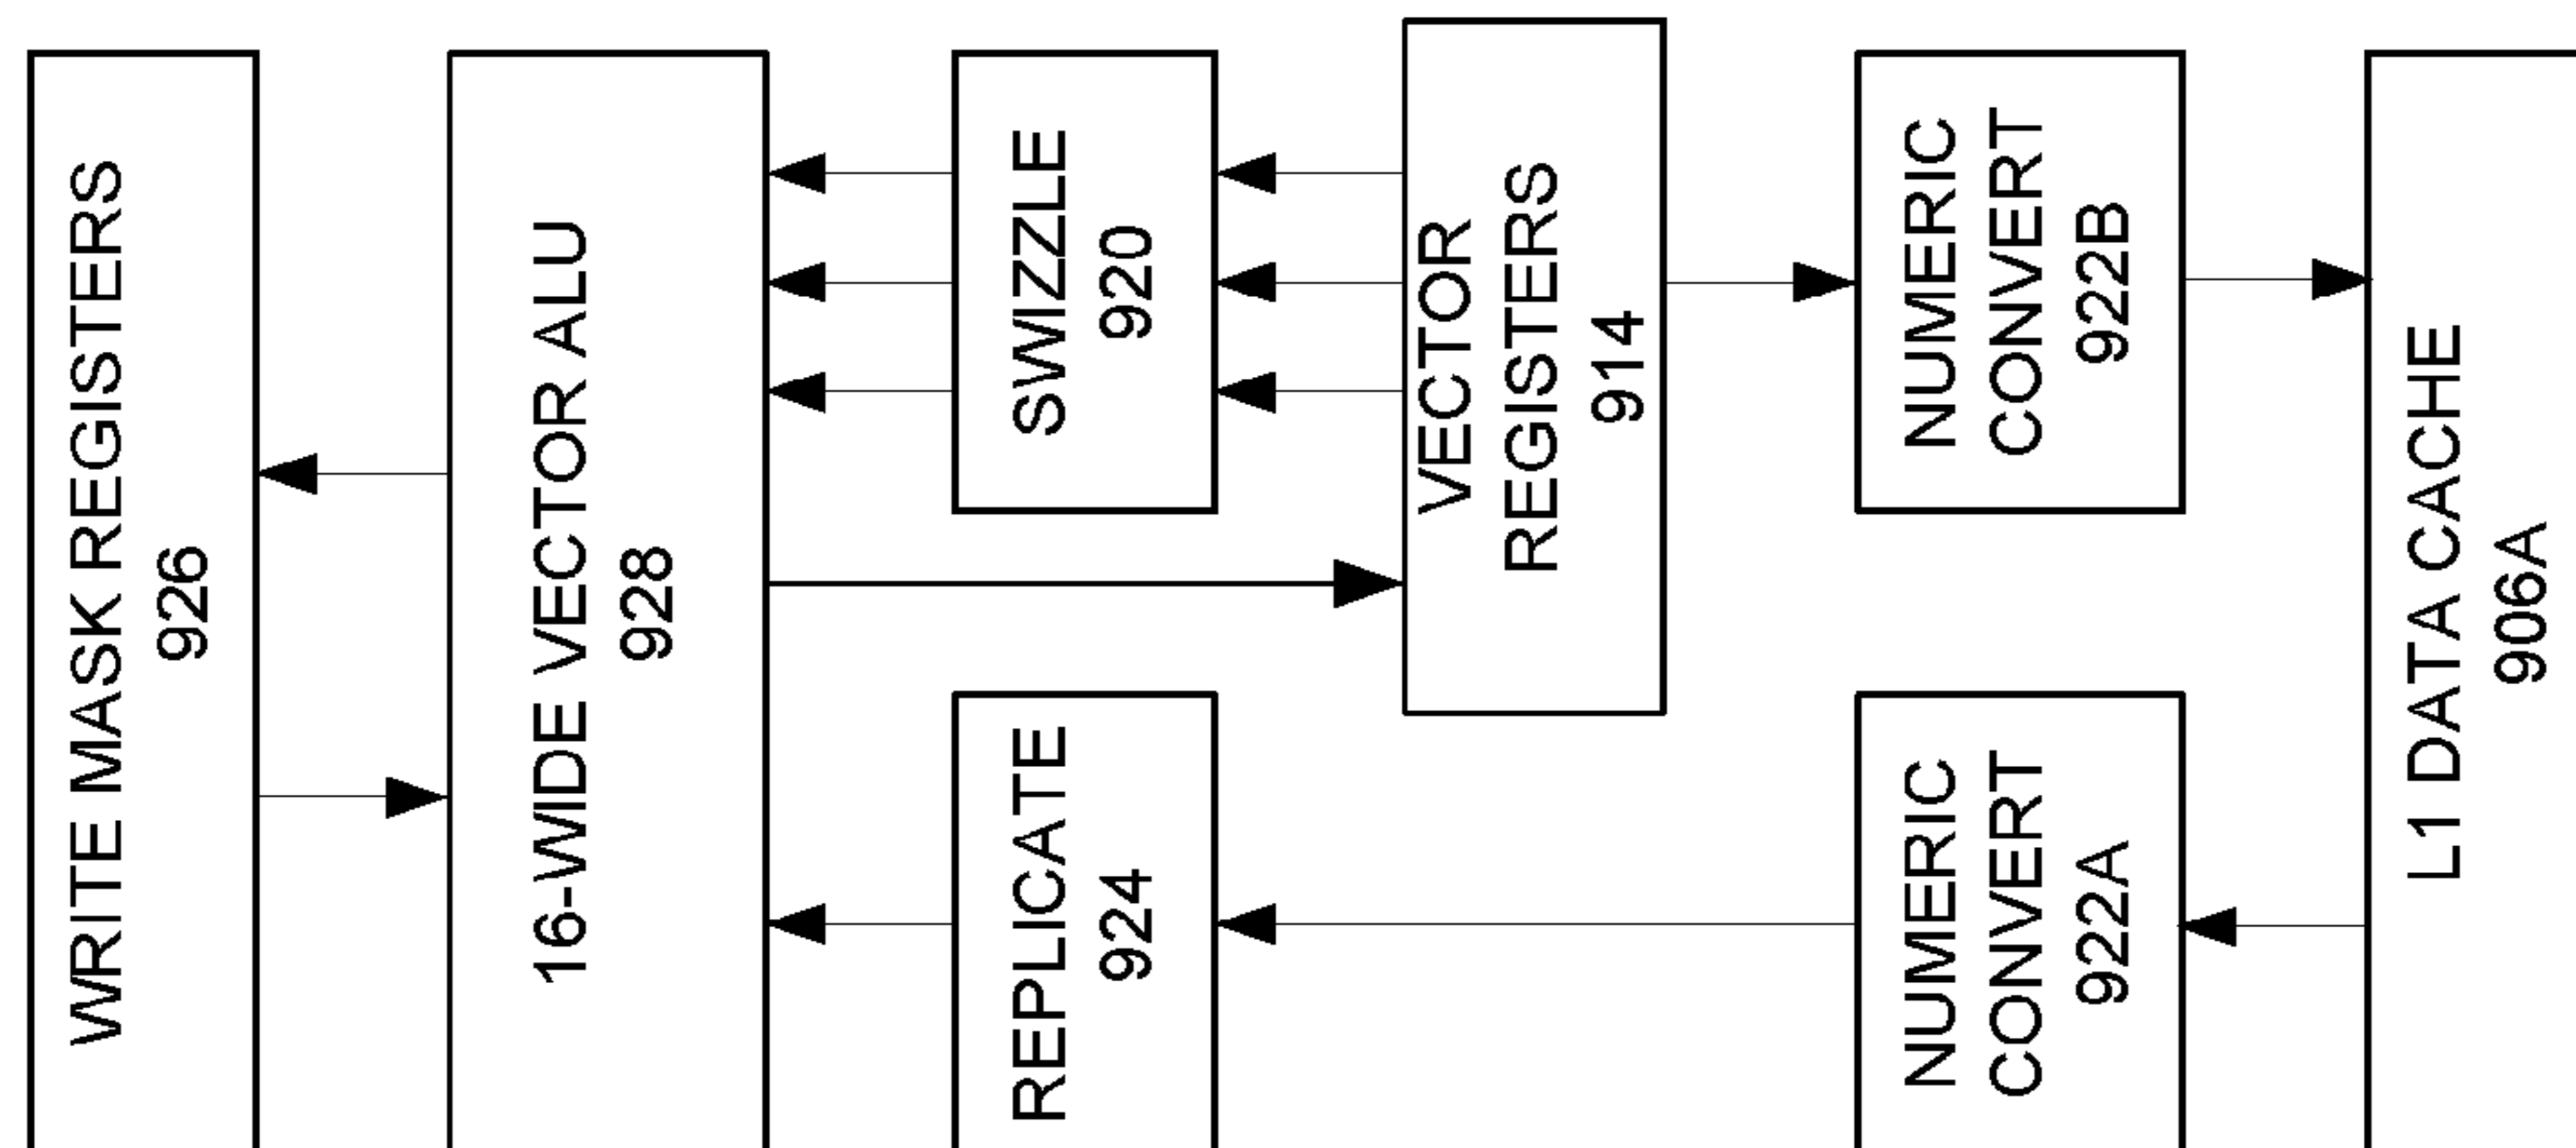 WRITE MASK REGISTERS
926
16-WIDE VECTOR ALU
928
REPLICATE
924
SWIZZLE
920
VECTOR
REGISTERS
914
NUMERIC
CONVERT
922A
NUMERIC
CONVERT
922B
L1 DATA CACHE
906A